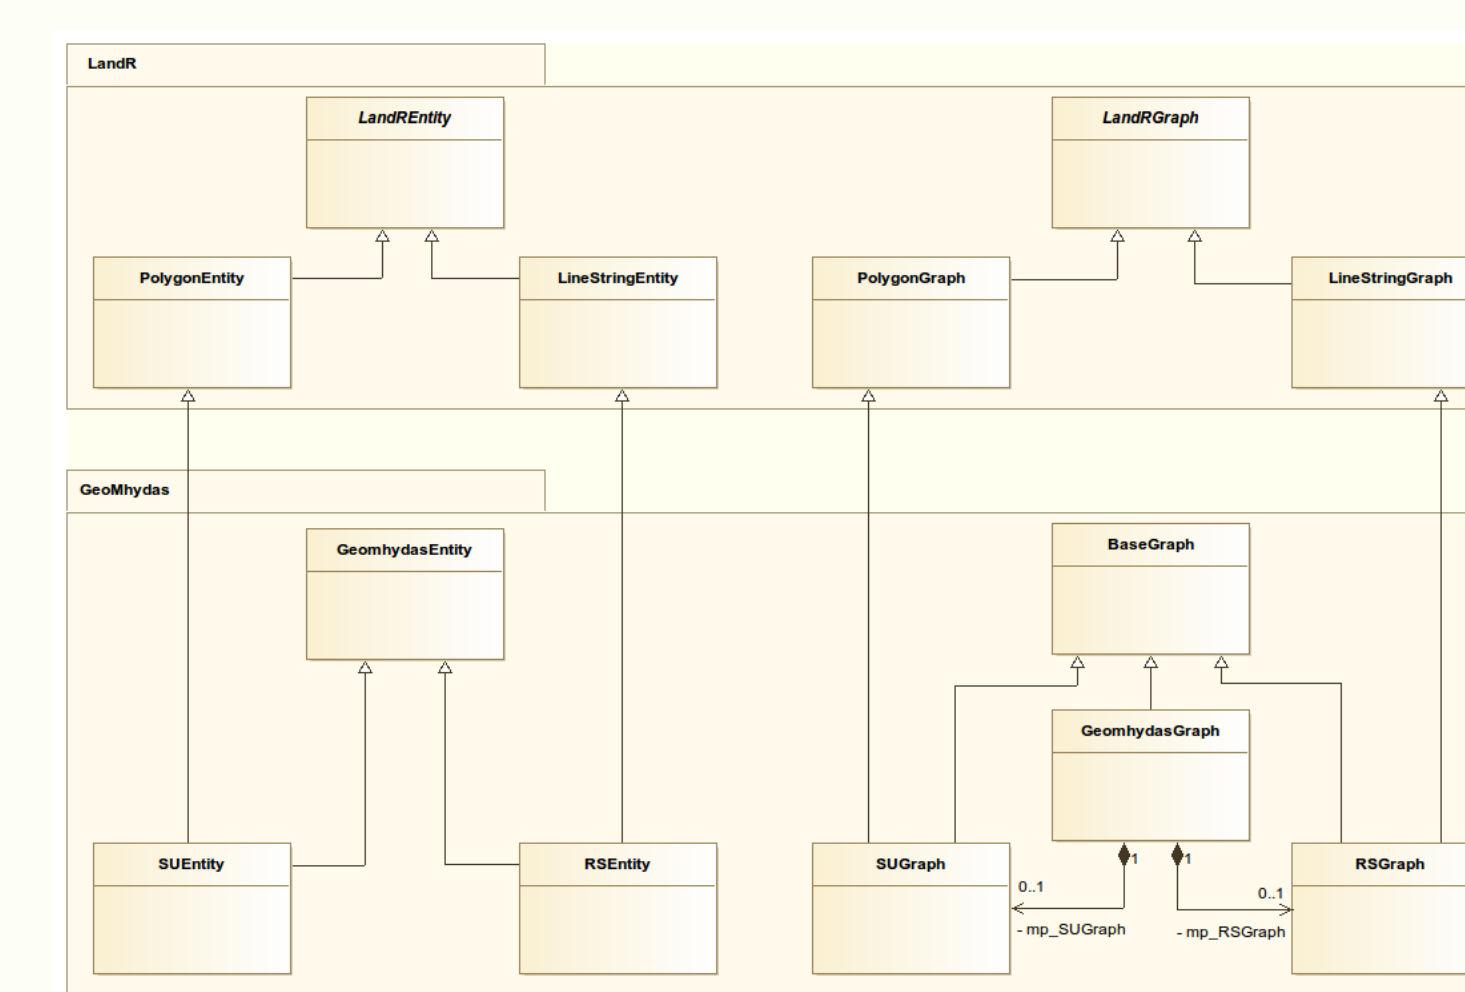 LandR
LandREntity
LandRGraph
PolygonEntity
LineStringEntity
PolygonGraph
LineStringGraph
GeoMhydas
GeomhydasEntity
BaseGraph
GeomhydasGraph
SUEntity
RSEntity
SUGraph
RSGraph
1
1
0..1
0..1
- mp_SUGraph
- mp_RSGraph